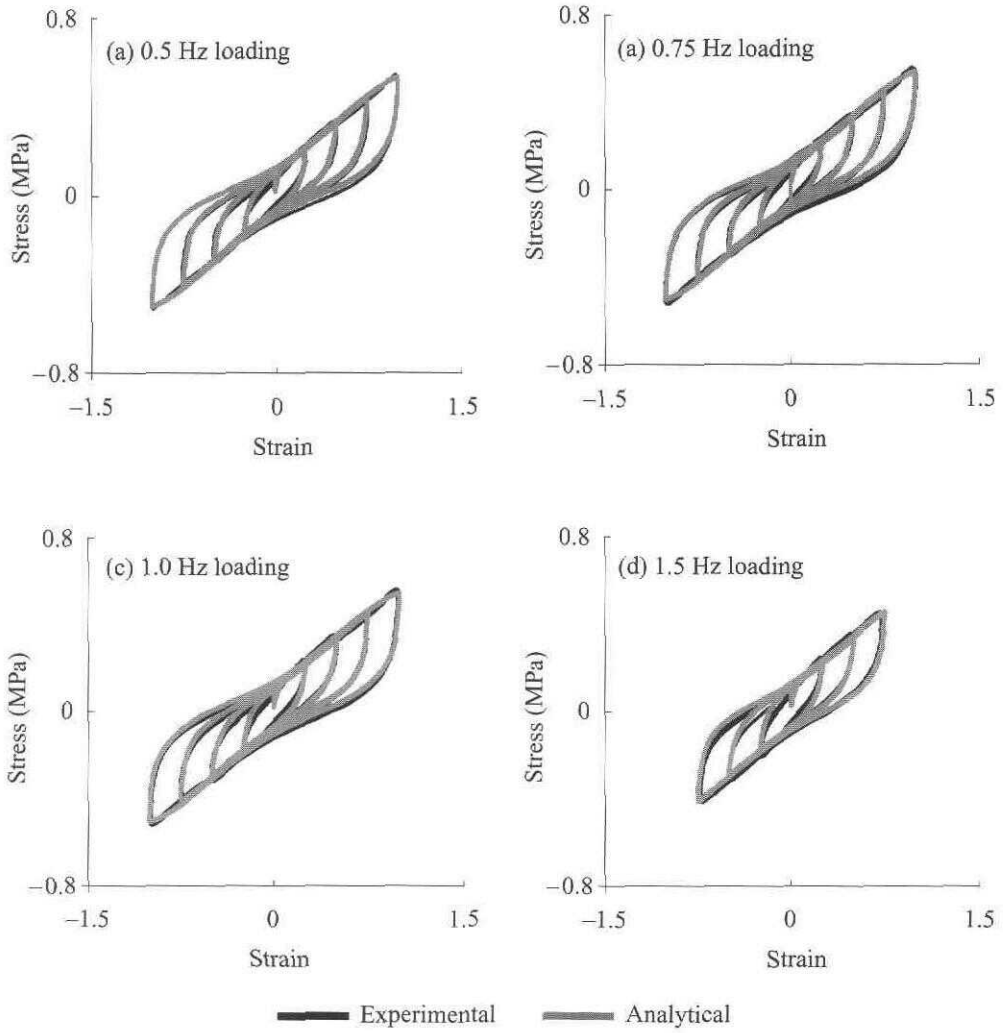 0.8
(a) 0.5 Hz loading
Stress (MPa)
0
−0.8
−1.5
0
1.5
Strain
0.8
(a) 0.75 Hz loading
Stress (MPa)
0
−0.8
−1.5
0
1.5
Strain
0.8
(c) 1.0 Hz loading
Stress (MPa)
0
−0.8
−1.5
0
1.5
Strain
0.8
(d) 1.5 Hz loading
Stress (MPa)
0
−0.8
−1.5
0
1.5
Strain
Experimental
Analytical